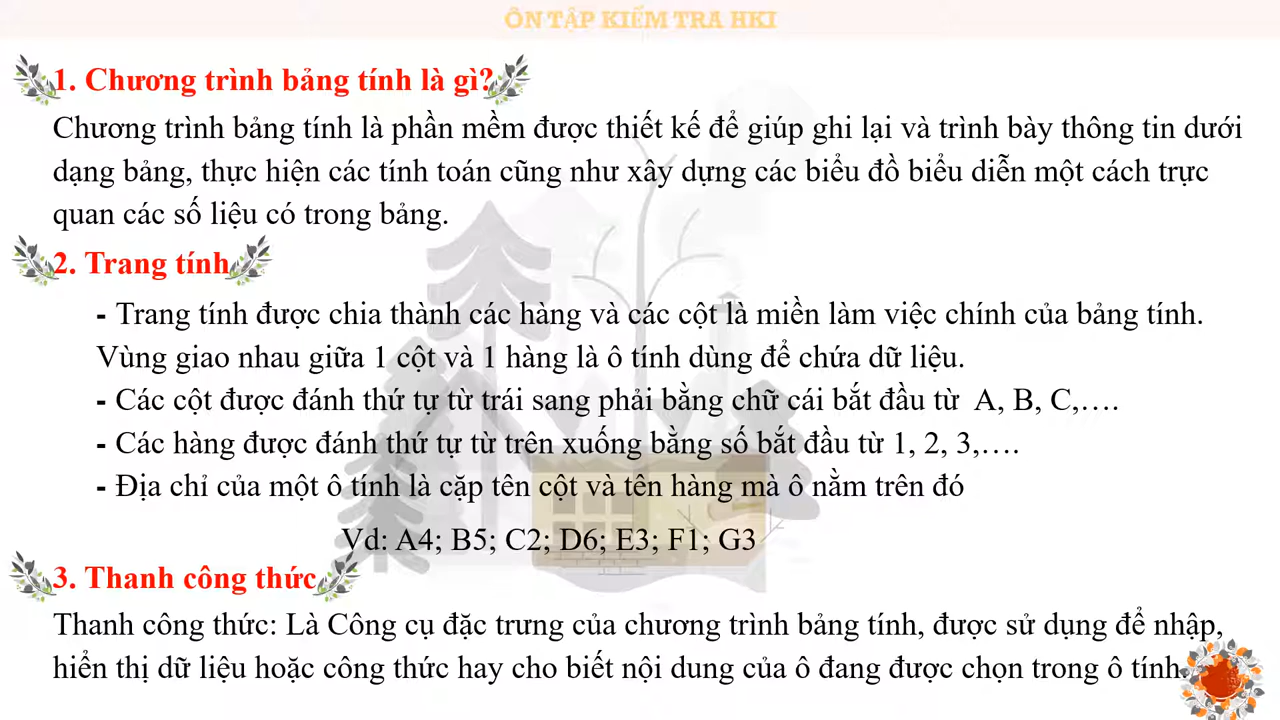 ÔN TẬP KIỂM TRA HKI
1. Chương trình bảng tính là gì?
Chương trình bảng tính là phần mềm được thiết kế để giúp ghi lại và trình bày thông tin dưới
dạng bảng, thực hiện các tính toán cũng như xây dựng các biểu đồ biểu diễn một cách trực
quan các số liệu có trong bảng.
2. Trang tính
- Trang tính được chia thành các hàng và các cột là miền làm việc chính của bảng tính.
Vùng giao nhau giữa 1 cột và 1 hàng là ô tính dùng để chứa dữ liệu.
- Các cột được đánh thứ tự từ trái sang phải bằng chữ cái bắt đầu từ  A, B, C,….
- Các hàng được đánh thứ tự từ trên xuống bằng số bắt đầu từ 1, 2, 3,….
- Địa chỉ của một ô tính là cặp tên cột và tên hàng mà ô nằm trên đó
Vd: A4; B5; C2; D6; E3; F1; G3
3. Thanh công thức
Thanh công thức: Là Công cụ đặc trưng của chương trình bảng tính, được sử dụng để nhập,
hiển thị dữ liệu hoặc công thức hay cho biết nội dung của ô đang được chọn trong ô tính.